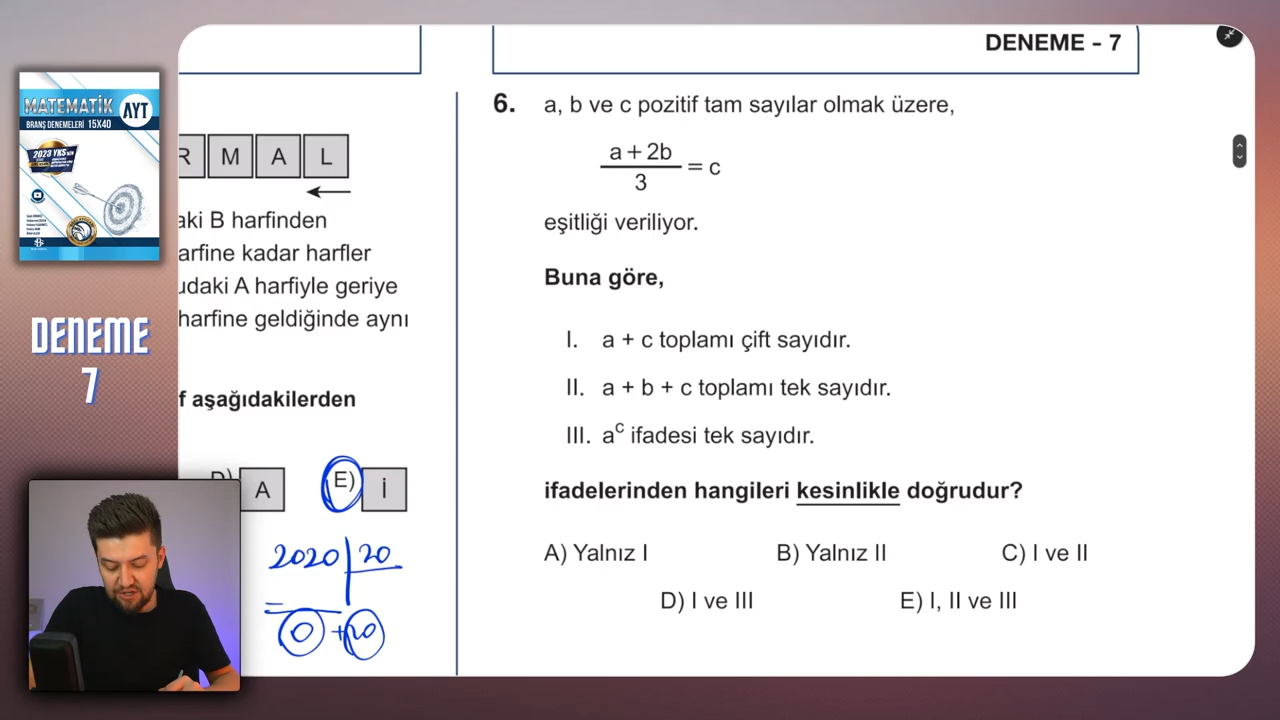 MATEMATİK AYT
BRANŞ DENEMELERİ 15X40
DENEME
7
R M A L
aki B harfinden
arfine kadar harfler
udaki A harfiyle geriye
harfine geldiğinde aynı
f aşağıdakilerden
D) A E) İ
2020 20
0 + 20
DENEME - 7
6. a, b ve c pozitif tam sayılar olmak üzere,
a + 2b
3
= c
eşitliği veriliyor.
Buna göre,
I. a + c toplamı çift sayıdır.
II. a + b + c toplamı tek sayıdır.
III. a^c ifadesi tek sayıdır.
ifadelerinden hangileri kesinlikle doğrudur?
A) Yalnız I B) Yalnız II C) I ve II
D) I ve III E) I, II ve III